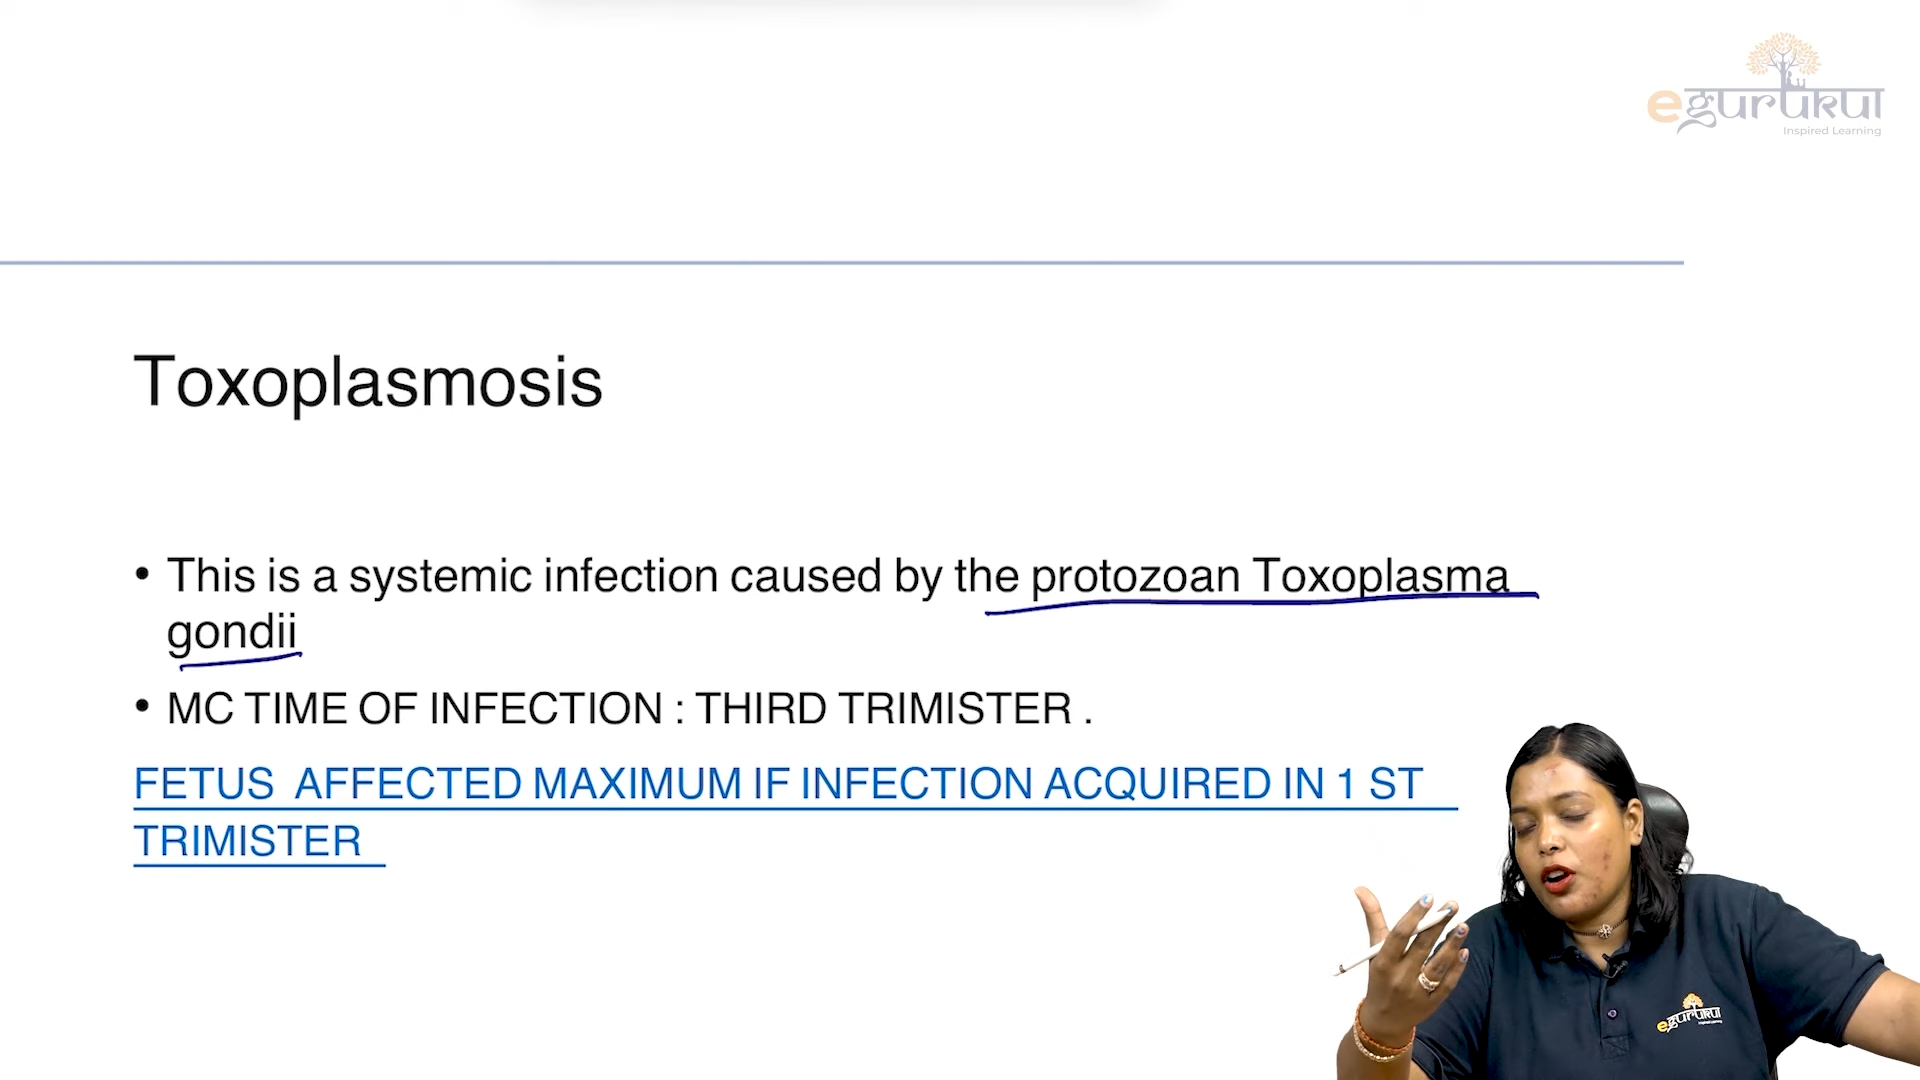 egurukul
Inspired Learning
Toxoplasmosis
• This is a systemic infection caused by the protozoan Toxoplasma
gondii
• MC TIME OF INFECTION : THIRD TRIMISTER .
FETUS AFFECTED MAXIMUM IF INFECTION ACQUIRED IN 1 ST
TRIMISTER
egurukul